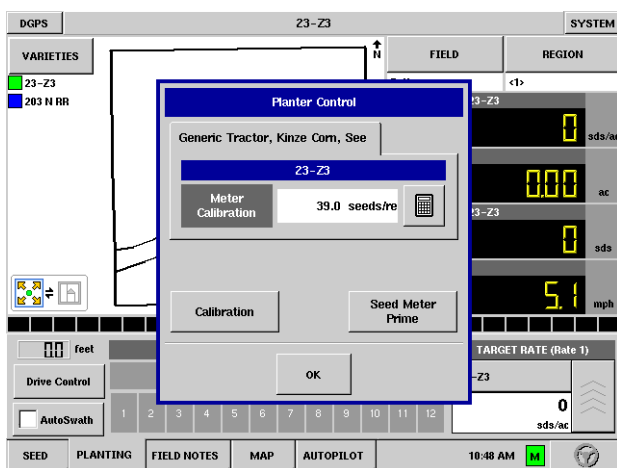 DGPS
23-Z3
SYSTEM
VARIETIES
N
FIELD
REGION
23-Z3
<1>
203 N RR
23-Z3
0 sds/ac
0.00 ac
23-Z3
0 sds
5.1 mph
Planter Control
Generic Tractor, Kinze Corn, See
23-Z3
Meter Calibration
39.0 seeds/re
Calibration
Seed Meter Prime
OK
0.0 feet
TARGET RATE (Rate 1)
Drive Control
-Z3
0
sds/ac
AutoSwath
1 2 3 4 5 6 7 8 9 10 11 12
SEED
PLANTING
FIELD NOTES
MAP
AUTOPILOT
10:48 AM
M